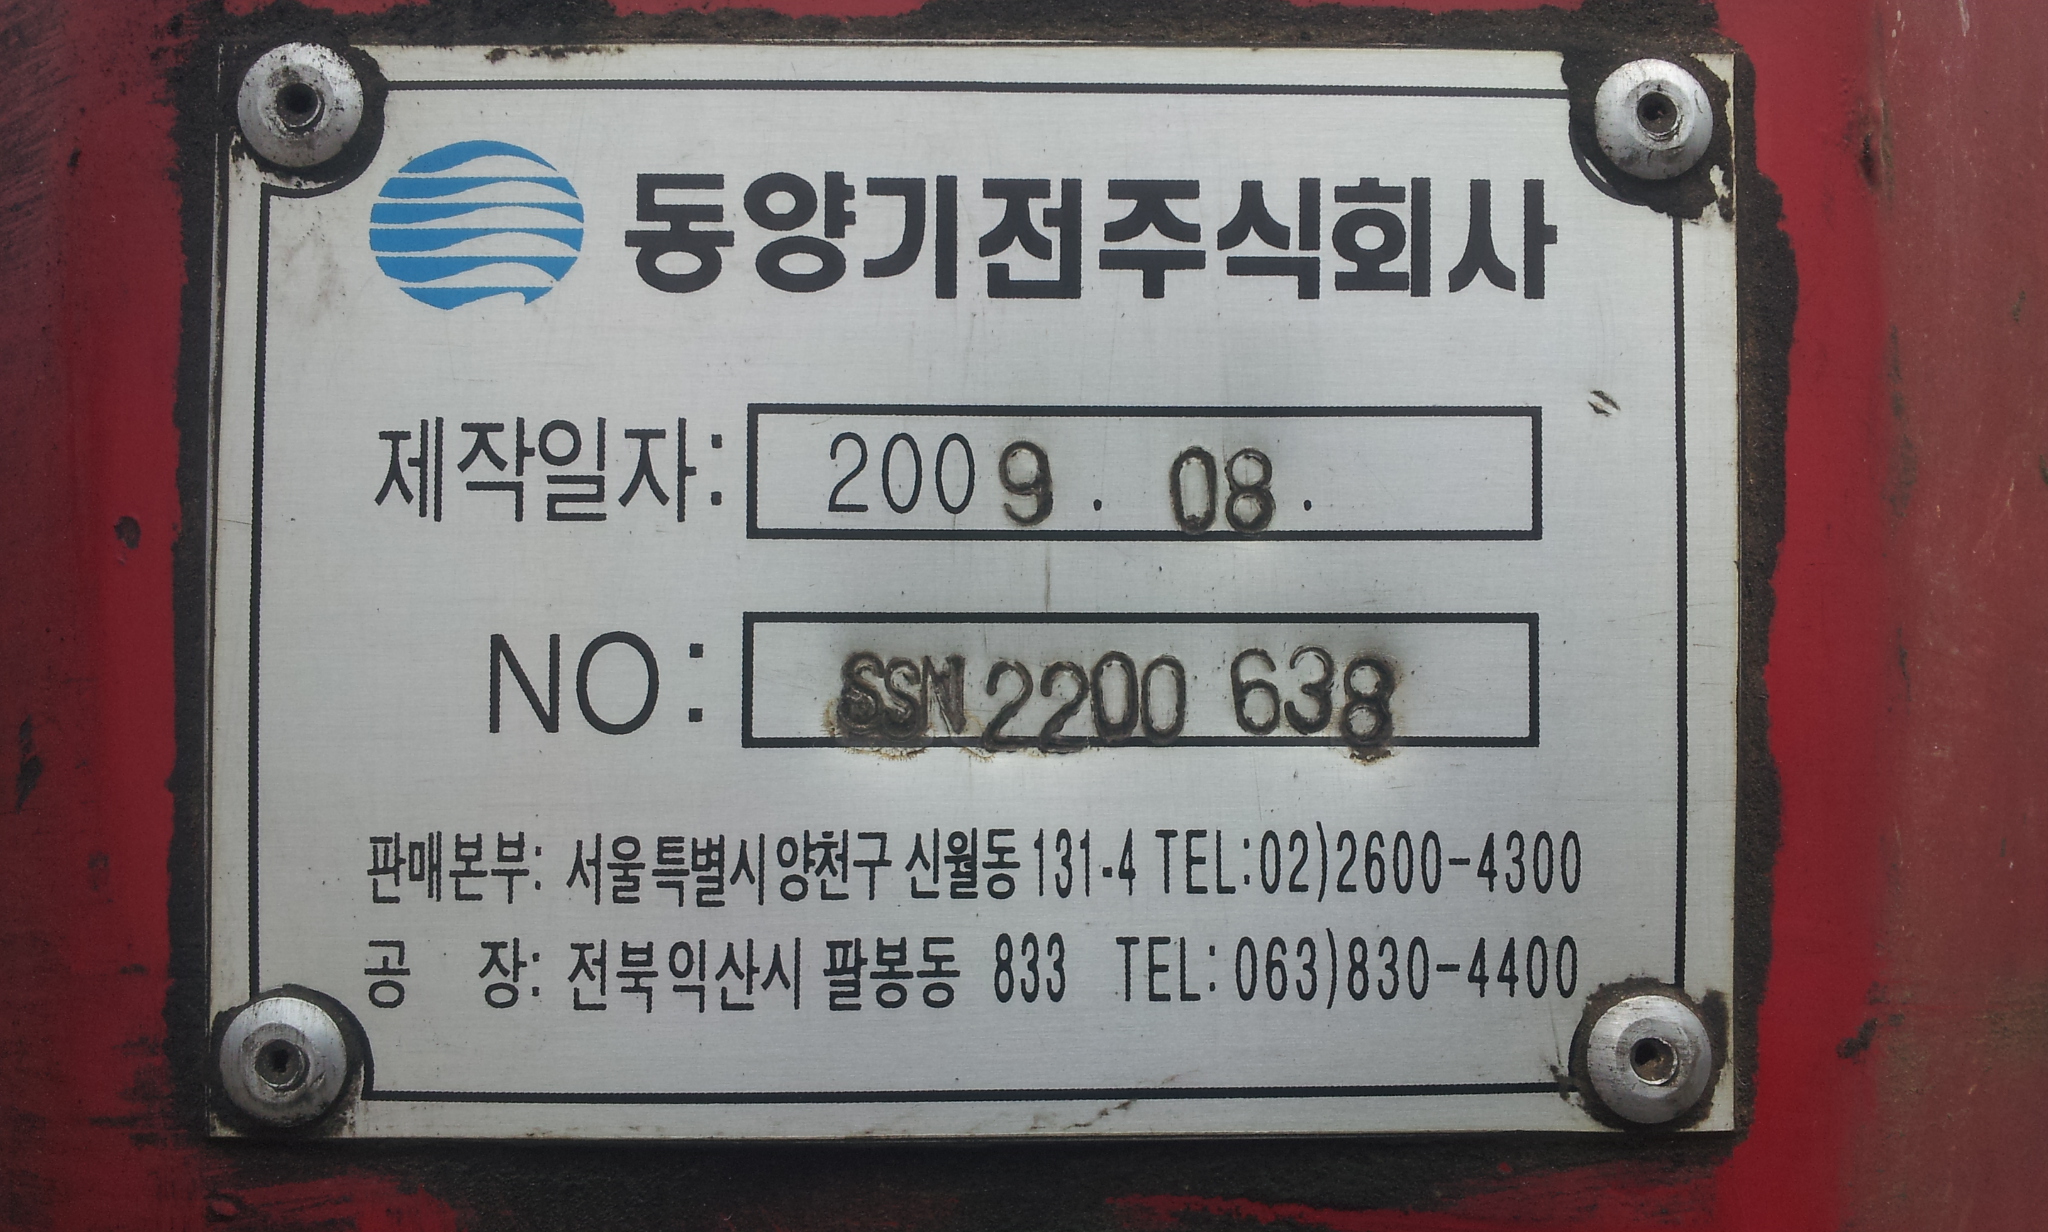 동양기전주식회사
제작일자: 2009. 08.
NO: SSN2200 638
판매본부: 서울특별시 양천구 신월동 131-4 TEL:02)2600-4300
공 장: 전북익산시 팔봉동 833 TEL: 063)830-4400